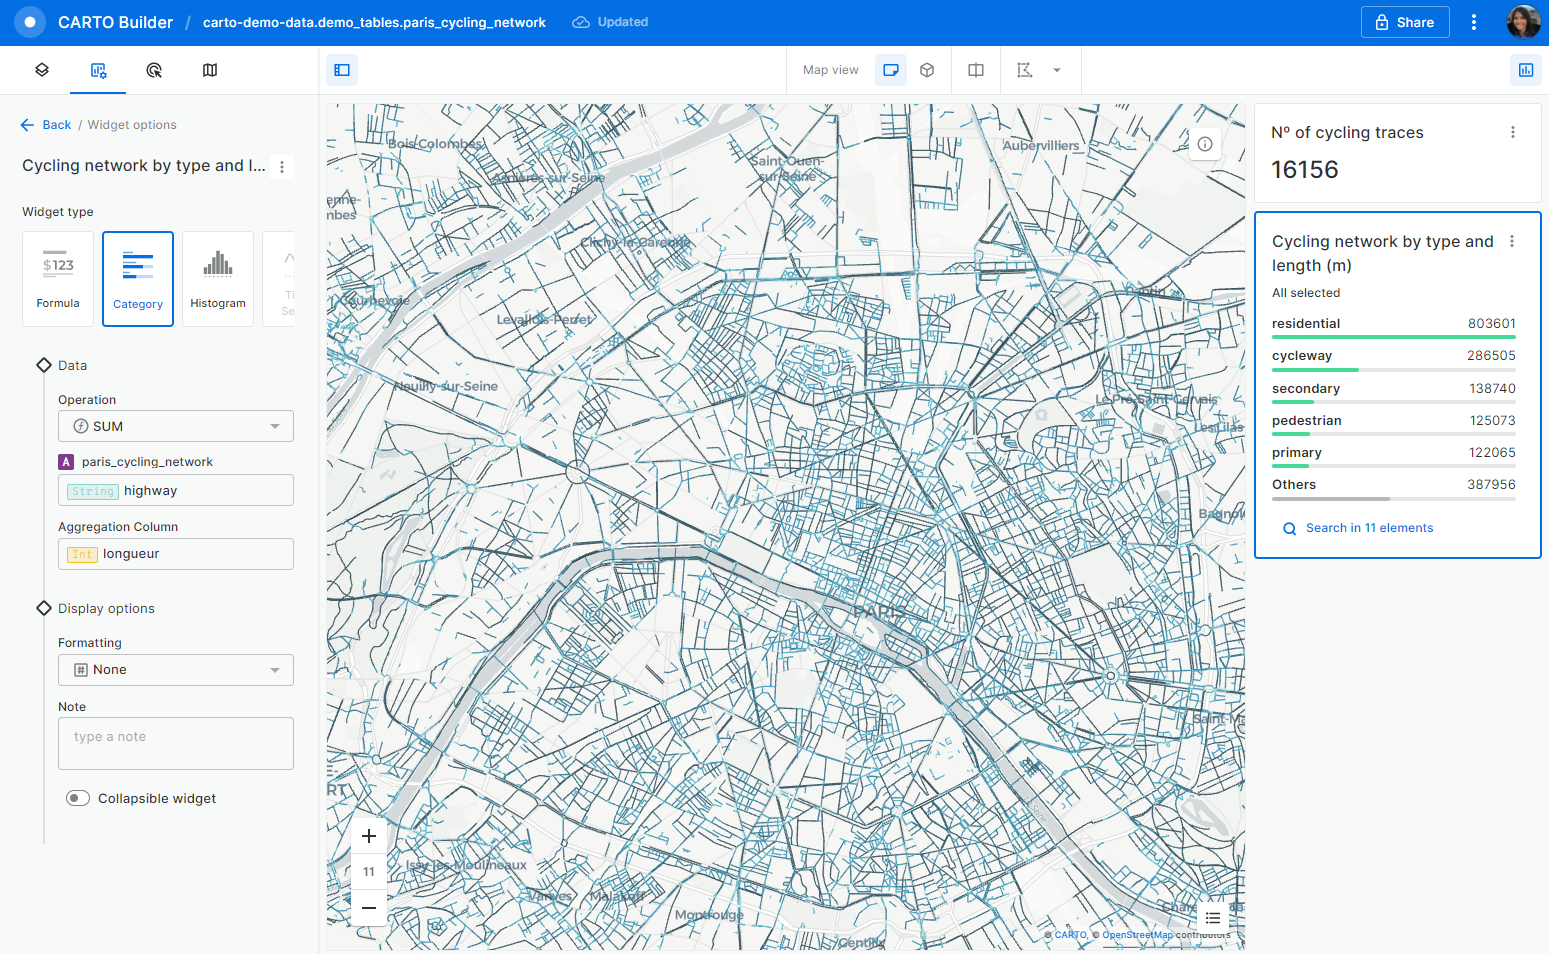 CARTO Builder / carto-demo-data.demo_tables.paris_cycling_network Updated
Share
Map view
Back / Widget options
Cycling network by type and l...
Widget type
$123
Formula
Category
Histogram
Ti
Se
Data
Operation
SUM
A paris_cycling_network
String highway
Aggregation Column
Int longueur
Display options
Formatting
None
Note
type a note
Collapsible widget
Bois-Colombes
Asnières-sur-Seine
enne-
mbes
Saint-Ouen-
sur-Seine
Aubervilliers
Clichy-la-Garenne
Courbevoie
Levallois-Perret
Pantin
Neuilly-sur-Seine
Le Pré-Saint-Gervais
Les Lilas
Bagnol
PARIS
Saint-Ma
E-
RT
Issy-les-Moulineaux
Vanves
Malakoff
Montrouge
Gentilly
Chare
11
© CARTO, © OpenStreetMap contributors
Nº of cycling traces
16156
Cycling network by type and
length (m)
All selected
residential 803601
cycleway 286505
secondary 138740
pedestrian 125073
primary 122065
Others 387956
Search in 11 elements